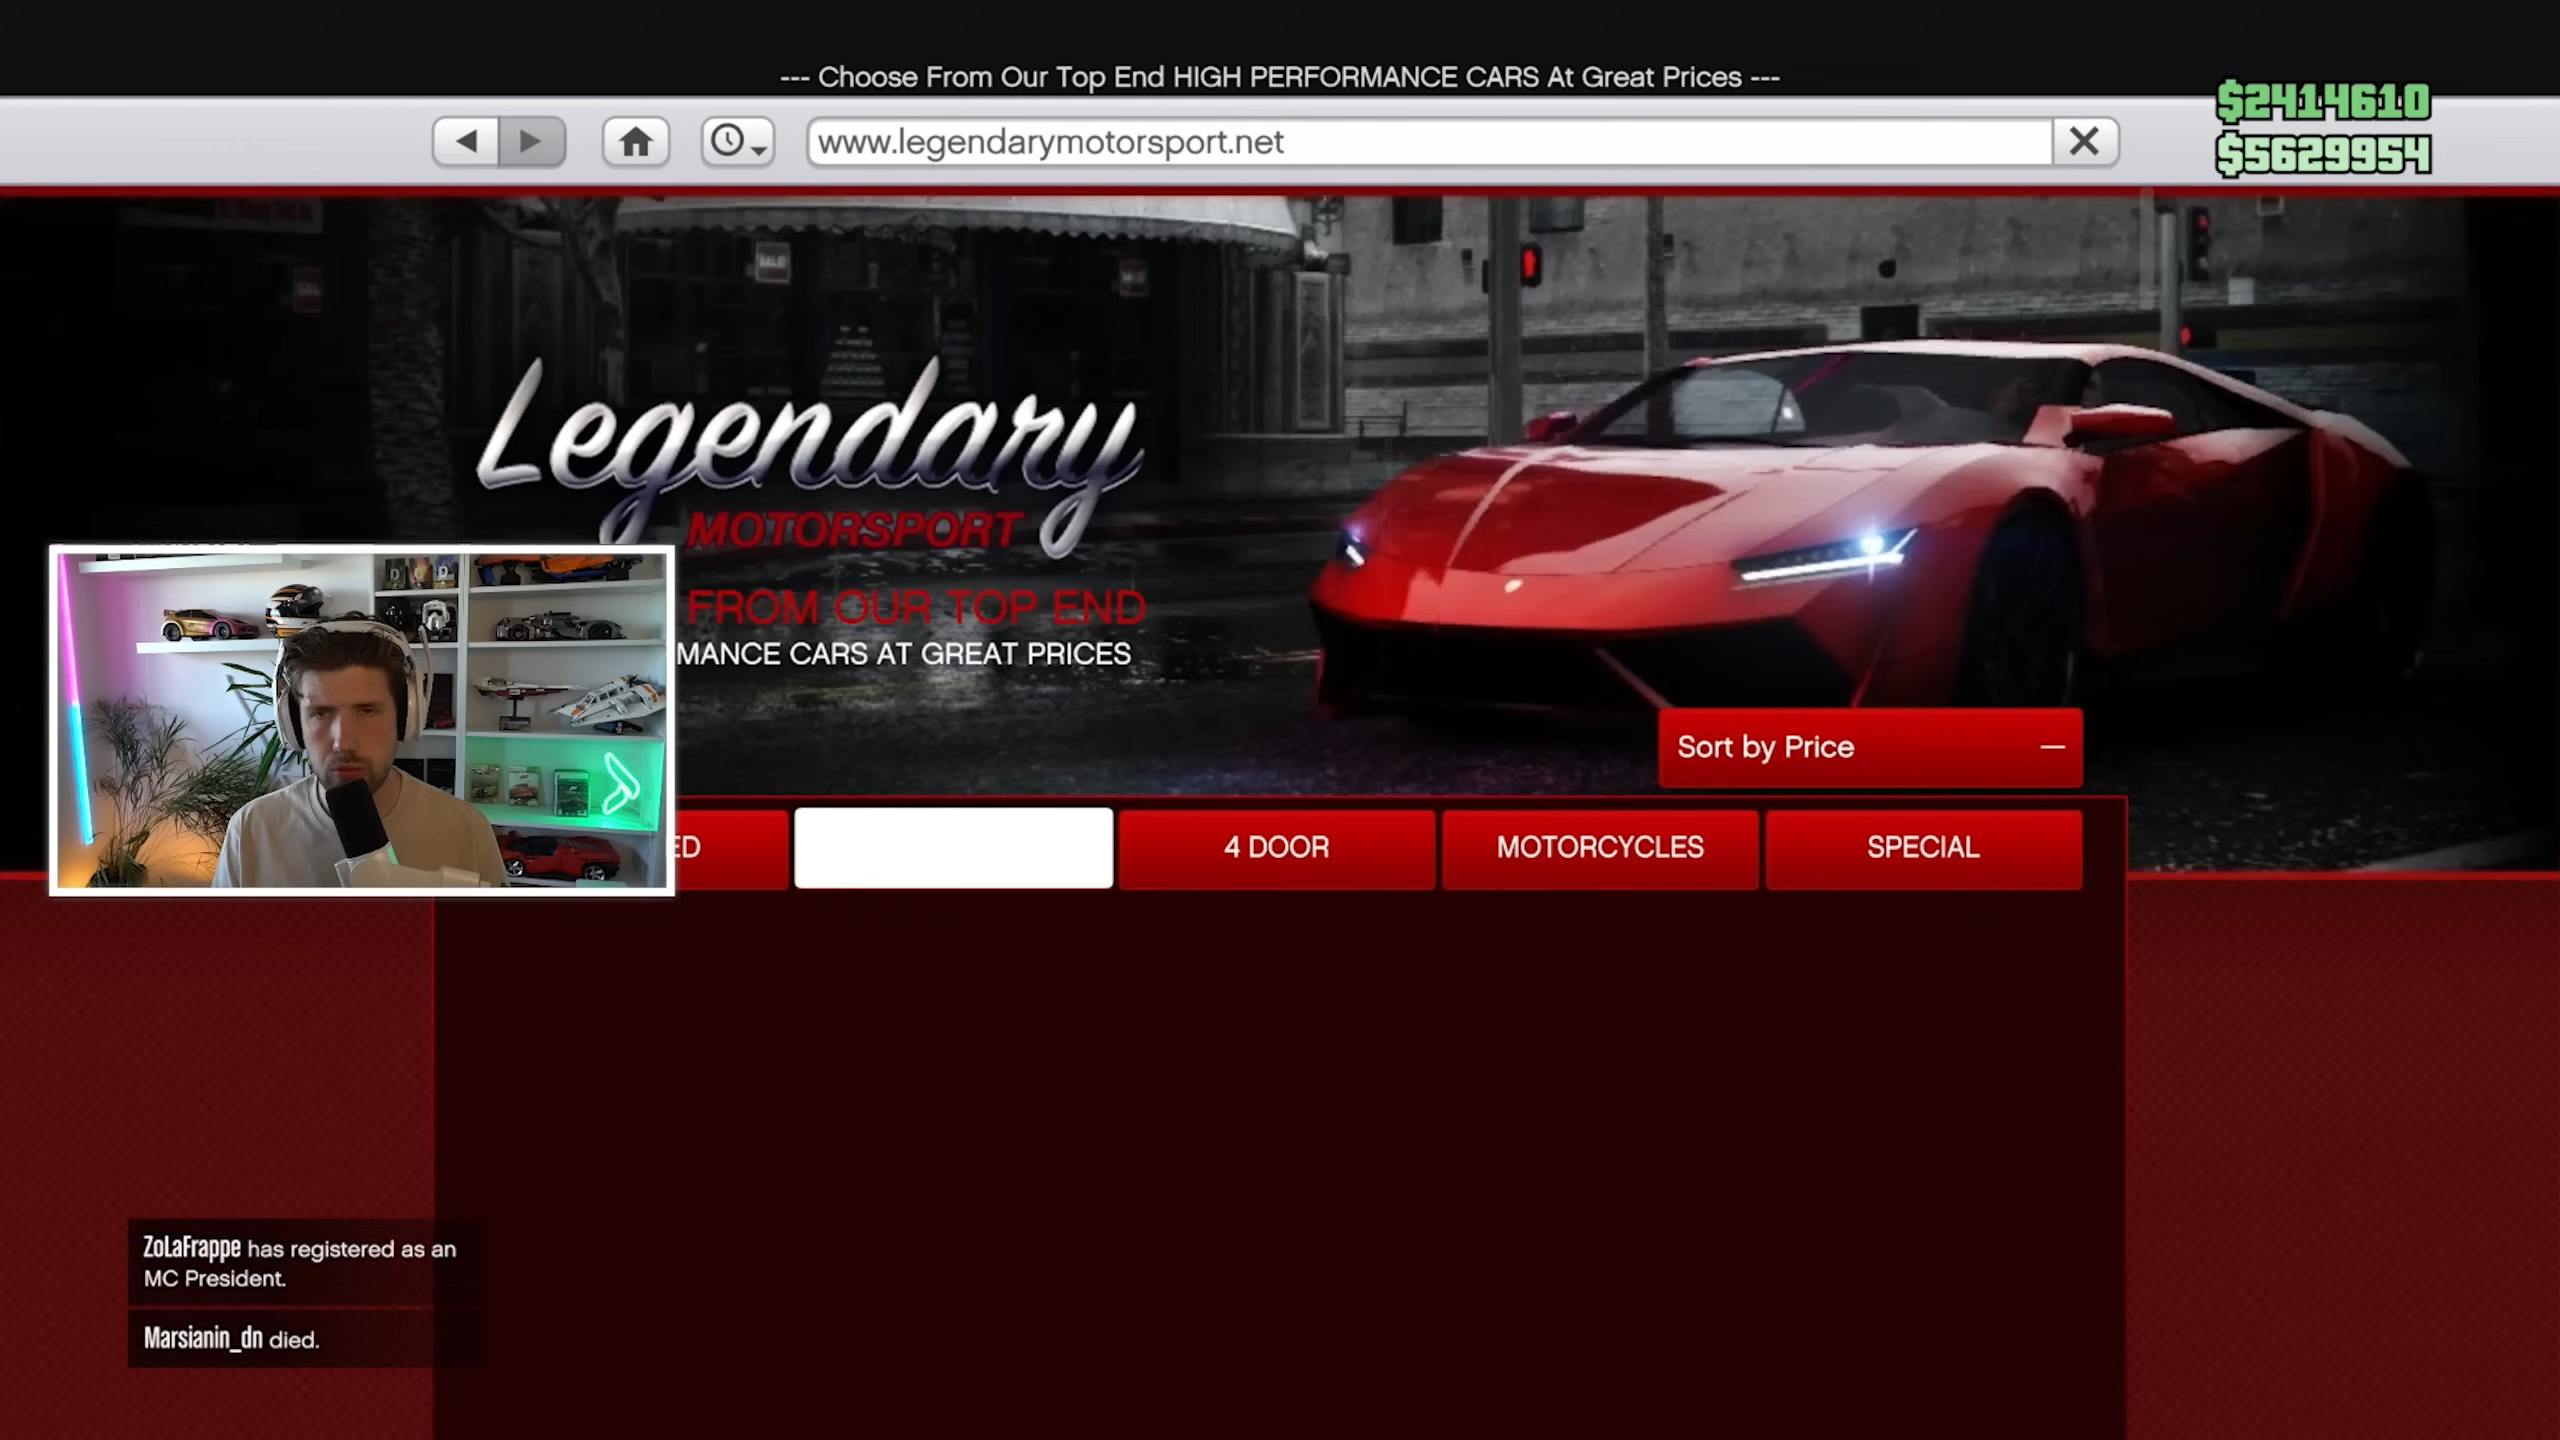 --- Choose From Our Top End HIGH PERFORMANCE CARS At Great Prices ---
$2414610
www.legendarymotorsport.net
$5629954
Legendary
MOTORSPORT
FROM OUR TOP END
MANCE CARS AT GREAT PRICES
Sort by Price
ED
4 DOOR
MOTORCYCLES
SPECIAL
ZoLaFrappe has registered as an
MC President.
Marsianin_dn died.